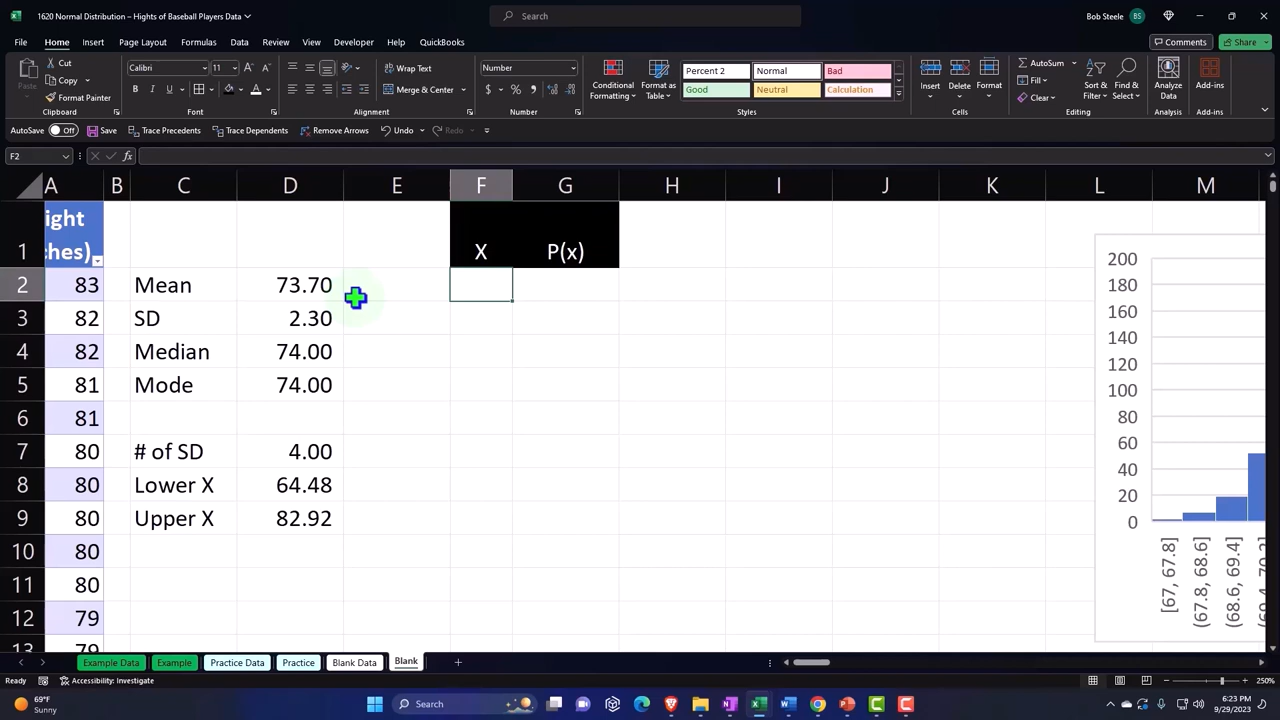 1620 Normal Distribution – Hights of Baseball Players Data
Search
Bob Steele BS
File Home Insert Page Layout Formulas Data Review View Developer Help QuickBooks
Comments Share
Paste Cut Copy Format Painter Clipboard
Calibri 11 Font
Wrap Text Merge & Center Alignment
Number Number
Conditional Formatting Format as Table
Percent 2 Normal Bad
Good Neutral Calculation
Styles
Insert Delete Format Cells
AutoSum Fill Clear Sort & Filter Find & Select Editing
Analyze Data Analysis
Add-ins Add-ins
AutoSave Off Save Trace Precedents Trace Dependents Remove Arrows Undo Redo
F2 fx
A B C D E F G H I J K L M
1 ight ches) X P(x)
2 83 Mean 73.70
3 82 SD 2.30
4 82 Median 74.00
5 81 Mode 74.00
6 81
7 80 # of SD 4.00
8 80 Lower X 64.48
9 80 Upper X 82.92
10 80
11 80
12 79
13 79
200
180
160
140
120
100
80
60
40
20
0
[67, 67.8]
(67.8, 68.6]
(68.6, 69.4]
Example Data Example Practice Data Practice Blank Data Blank
Ready Accessibility: Investigate 250%
69°F
Sunny
Search
6:23 PM
9/29/2023